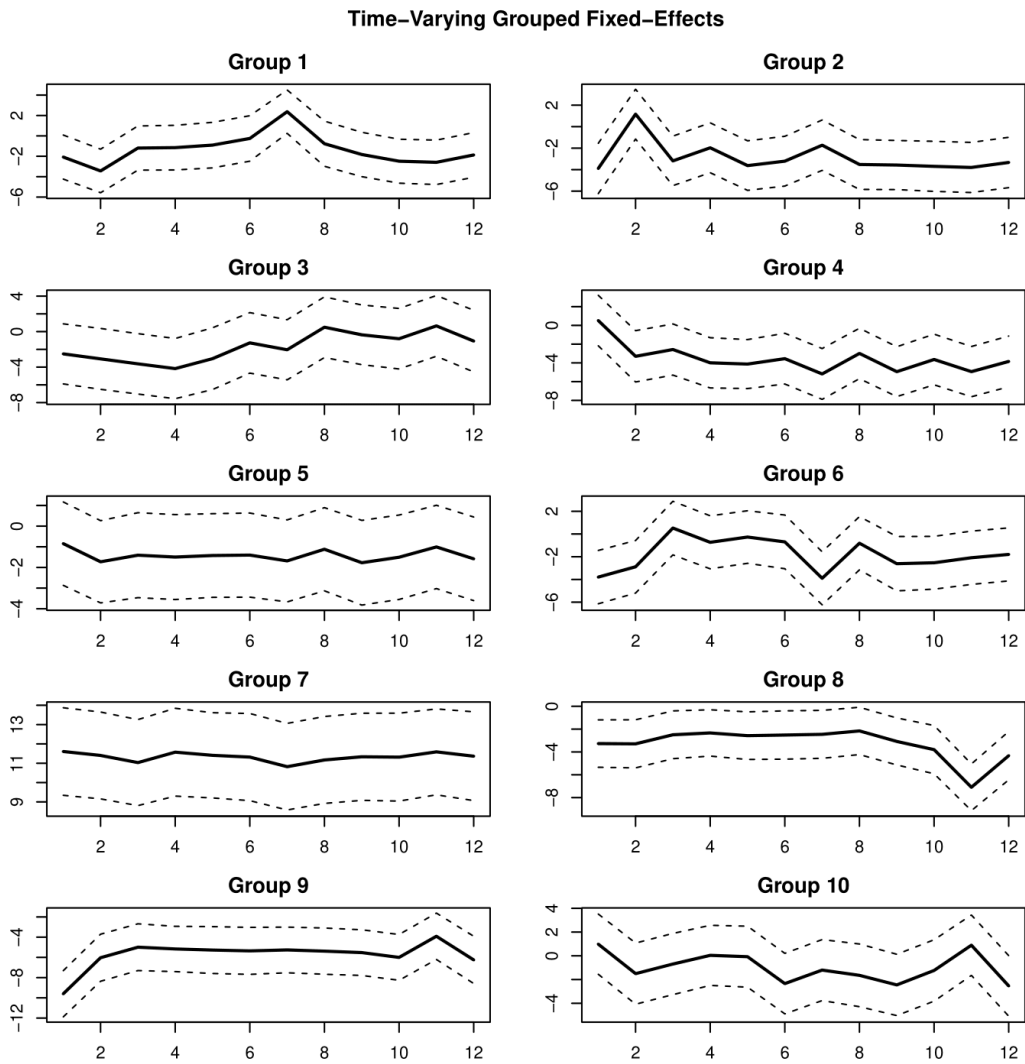 Time−Varying Grouped Fixed−Effects
Group 1
2
−2
−6
2 4 6 8 10 12
Group 2
2
−2
−6
2 4 6 8 10 12
Group 3
4
0
−4
−8
2 4 6 8 10 12
Group 4
0
−4
−8
2 4 6 8 10 12
Group 5
0
−2
−4
2 4 6 8 10 12
Group 6
2
−2
−6
2 4 6 8 10 12
Group 7
13
11
9
2 4 6 8 10 12
Group 8
0
−4
−8
2 4 6 8 10 12
Group 9
−4
−8
−12
2 4 6 8 10 12
Group 10
4
0
−4
2 4 6 8 10 12